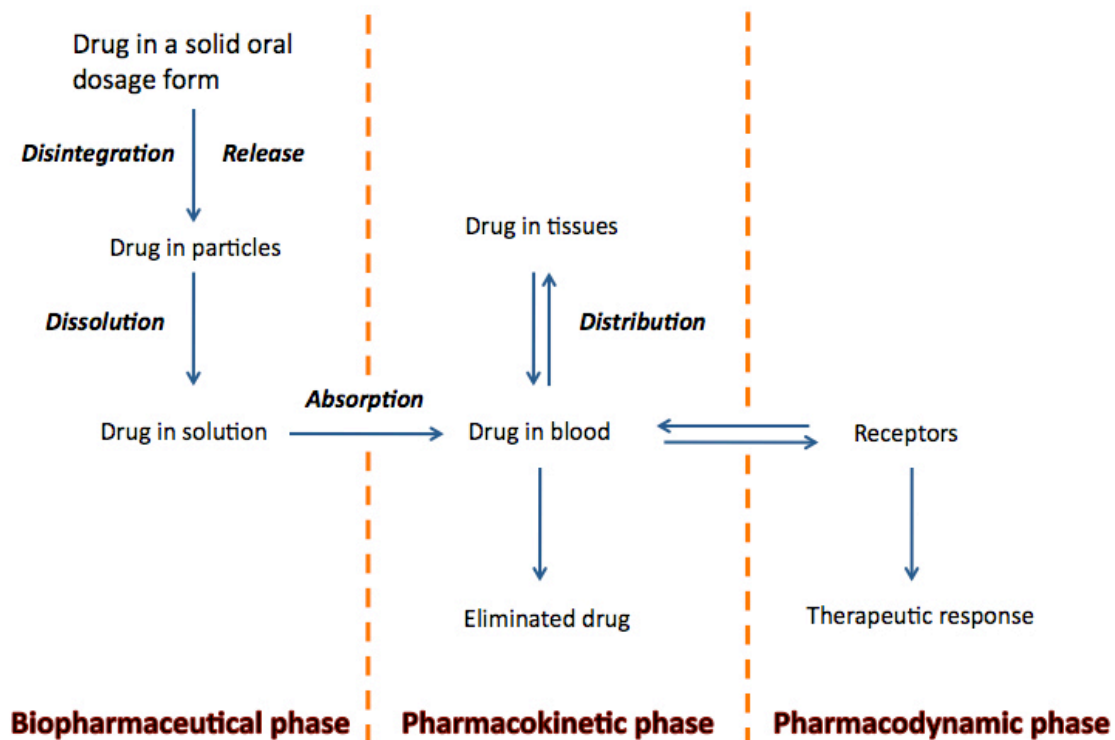 Drug in a solid oral
dosage form
Disintegration
Release
Drug in particles
Dissolution
Drug in solution
Absorption
Drug in tissues
Distribution
Drug in blood
Eliminated drug
Receptors
Therapeutic response
Biopharmaceutical phase
Pharmacokinetic phase
Pharmacodynamic phase